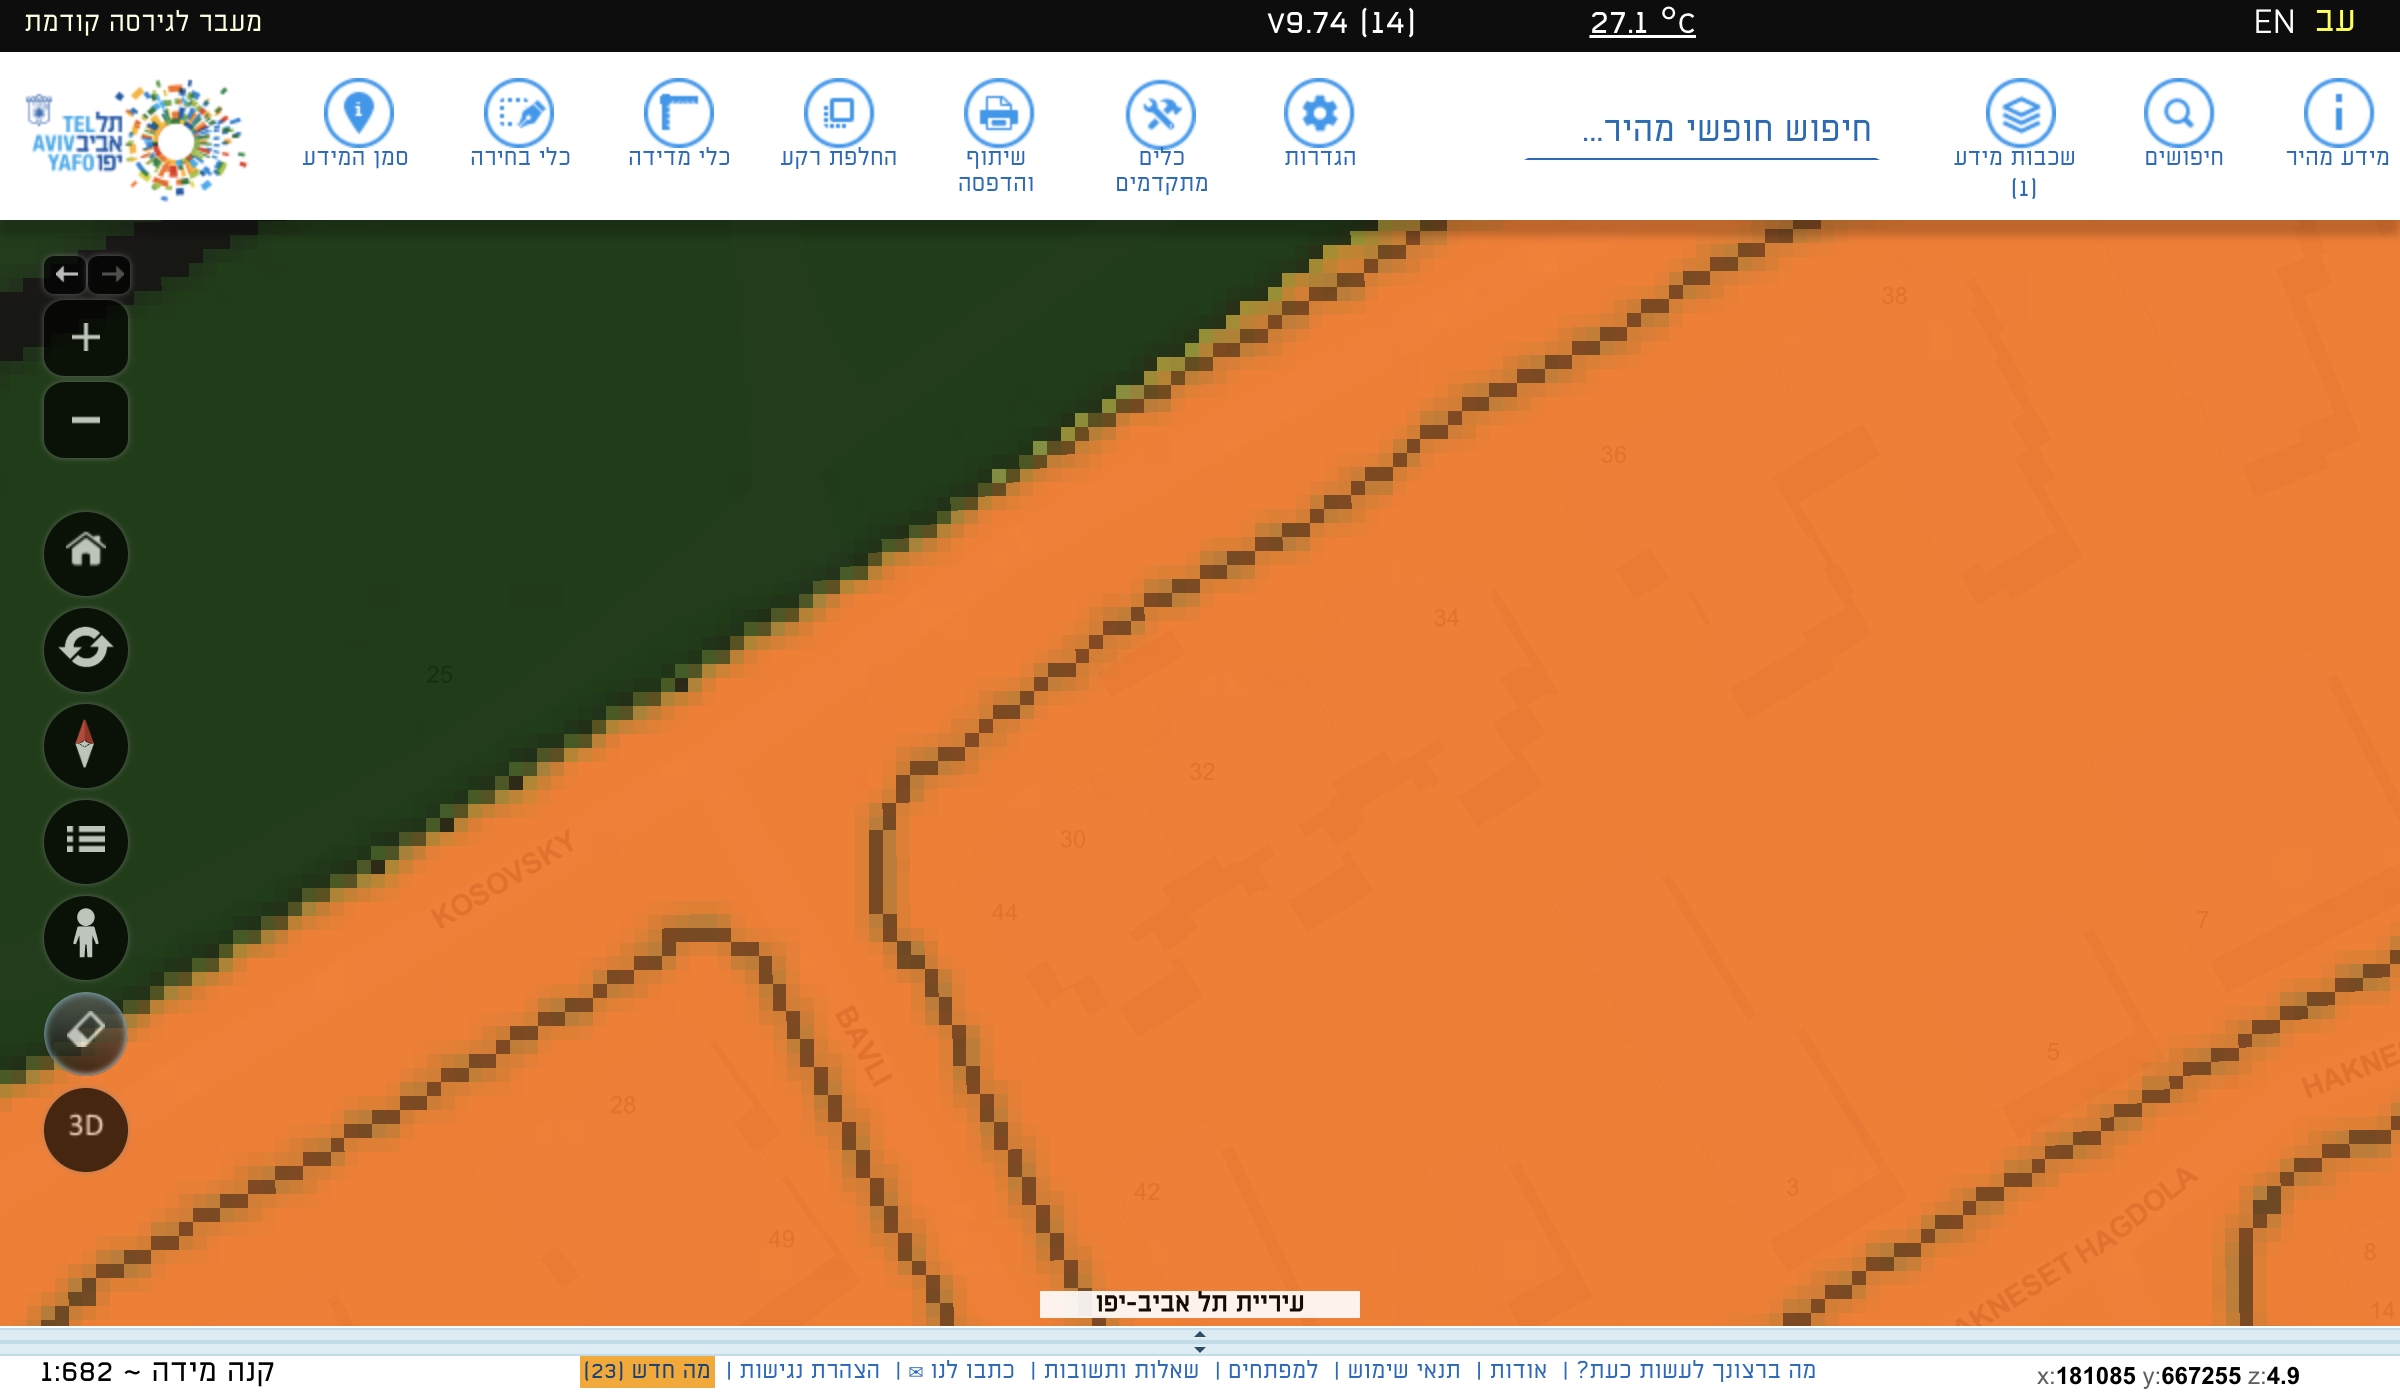 עב EN
27.1 °C
V9.74 (14)
מעבר לגירסה קודמת
מידע מהיר
חיפושים
שכבות מידע
(1)
חיפוש חופשי מהיר...
הגדרות
כלים
מתקדמים
שיתוף
והדפסה
החלפת רקע
כלי מדידה
כלי בחירה
סמן המידע
תל TEL
אביב AVIV
יפו YAFO
38
36
34
25
32
30
KOSOVSKY
44
7
BAVLI
5
HAKNES
28
3D
42
3
HAKNESET HAGDOLA
49
8
14
עיריית תל אביב-יפו
מה ברצונך לעשות כעת? | אודות | תנאי שימוש | למפתחים | שאלות ותשובות | כתבו לנו ✉ | הצהרת נגישות | מה חדש (23)
קנה מידה ~ 1:682
x:181085 y:667255 z:4.9